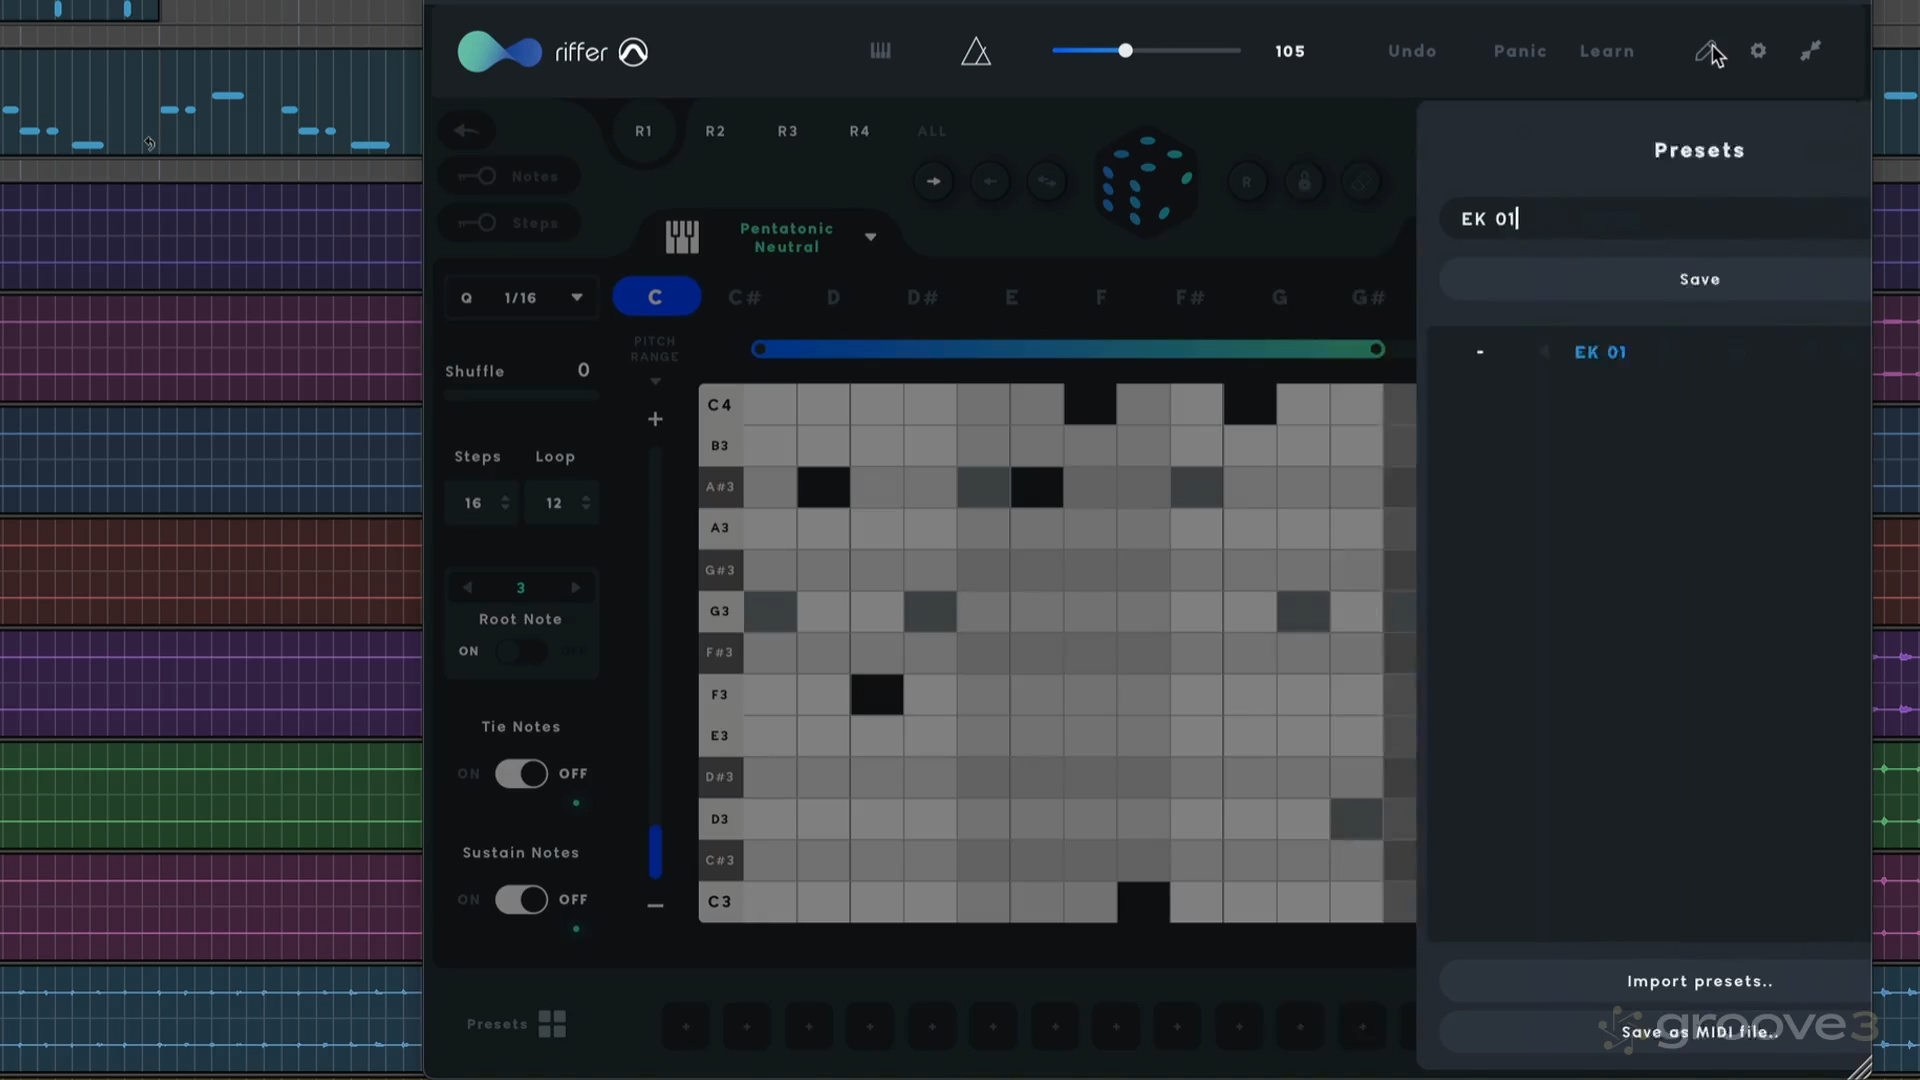 riffer
105
Undo
Panic
Learn
R1
R2
R3
R4
ALL
Notes
Steps
R
Pentatonic
Neutral
Presets
EK 01
Save
Q 1/16
C
C#
D
D#
E
F
F#
G
G#
PITCH
RANGE
Shuffle 0
- EK 01
+
Steps Loop
16 12
3
Root Note
ON OFF
Tie Notes
ON OFF
Sustain Notes
ON OFF
C4
B3
A#3
A3
G#3
G3
F#3
F3
E3
D#3
D3
C#3
C3
Import presets..
Save as MIDI file..
groove3
Presets
+ + + + + + + + + + + +